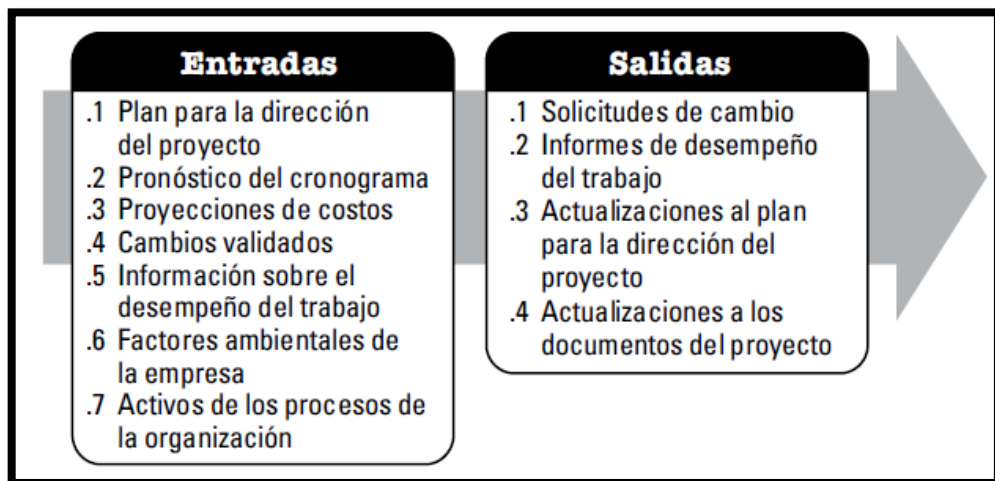 Entradas
.1 Plan para la dirección
del proyecto
.2 Pronóstico del cronograma
.3 Proyecciones de costos
.4 Cambios validados
.5 Información sobre el
desempeño del trabajo
.6 Factores ambientales de
la empresa
.7 Activos de los procesos de
la organización
Salidas
.1 Solicitudes de cambio
.2 Informes de desempeño
del trabajo
.3 Actualizaciones al plan
para la dirección del
proyecto
.4 Actualizaciones a los
documentos del proyecto